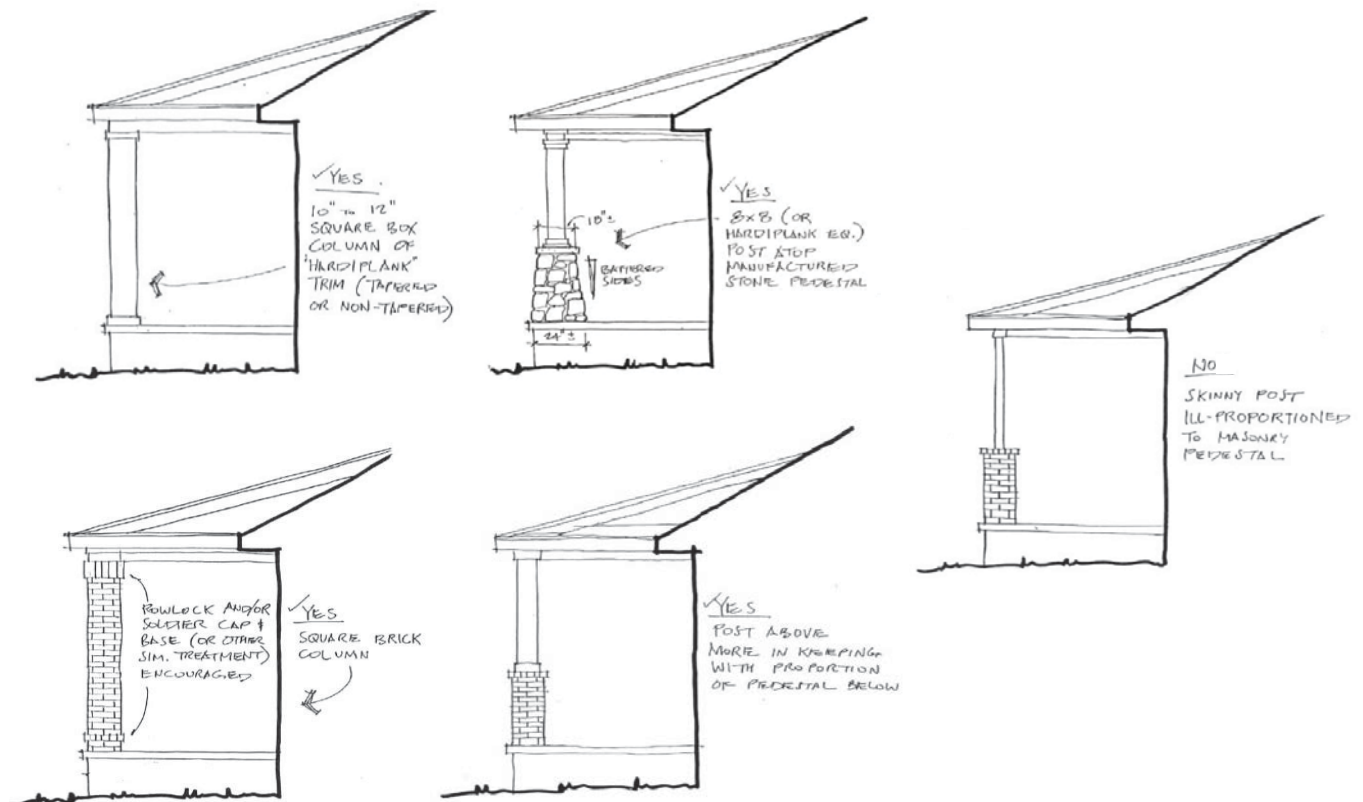 ✓YES
10" TO 12"
SQUARE BOX
COLUMN OF
"HARDIPLANK"
TRIM (TAPERED
OR NON-TAPERED)
18"±
BATTERED
SIDES
24"±
✓YES
8x8 (OR
HARDIPLANK EQ.)
POST ATOP
MANUFACTURED
STONE PEDESTAL
NO
SKINNY POST
ILL-PROPORTIONED
TO MASONRY
PEDESTAL
ROWLOCK AND/OR
SOLDIER CAP &
BASE (OR OTHER
SIM. TREATMENT)
ENCOURAGED
✓YES
SQUARE BRICK
COLUMN
✓YES
POST ABOVE
MORE IN KEEPING
WITH PROPORTION
OF PEDESTAL BELOW